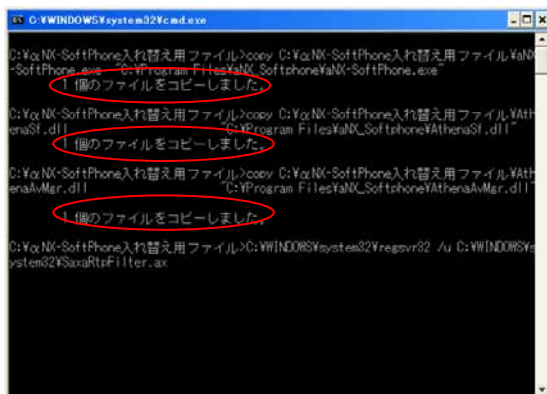 C:¥WINDOWS¥system32¥cmd.exe
C:¥αNX-SoftPhone入れ替え用ファイル>copy C:¥αNX-SoftPhone入れ替え用ファイル¥aNX
-SoftPhone.exe "C:¥Program Files¥aNX_Softphone¥aNX-SoftPhone.exe"
1 個のファイルをコピーしました。
C:¥αNX-SoftPhone入れ替え用ファイル>copy C:¥αNX-SoftPhone入れ替え用ファイル¥Ath
enaSf.dll "C:¥Program Files¥aNX_Softphone¥AthenaSf.dll"
1 個のファイルをコピーしました。
C:¥αNX-SoftPhone入れ替え用ファイル>copy C:¥αNX-SoftPhone入れ替え用ファイル¥Ath
enaAvMgr.dll "C:¥Program Files¥aNX_Softphone¥AthenaAvMgr.dll"
1 個のファイルをコピーしました。
C:¥αNX-SoftPhone入れ替え用ファイル>C:¥WINDOWS¥system32¥regsvr32 /u C:¥WINDOWS¥s
ystem32¥SaxaRtpFilter.ax